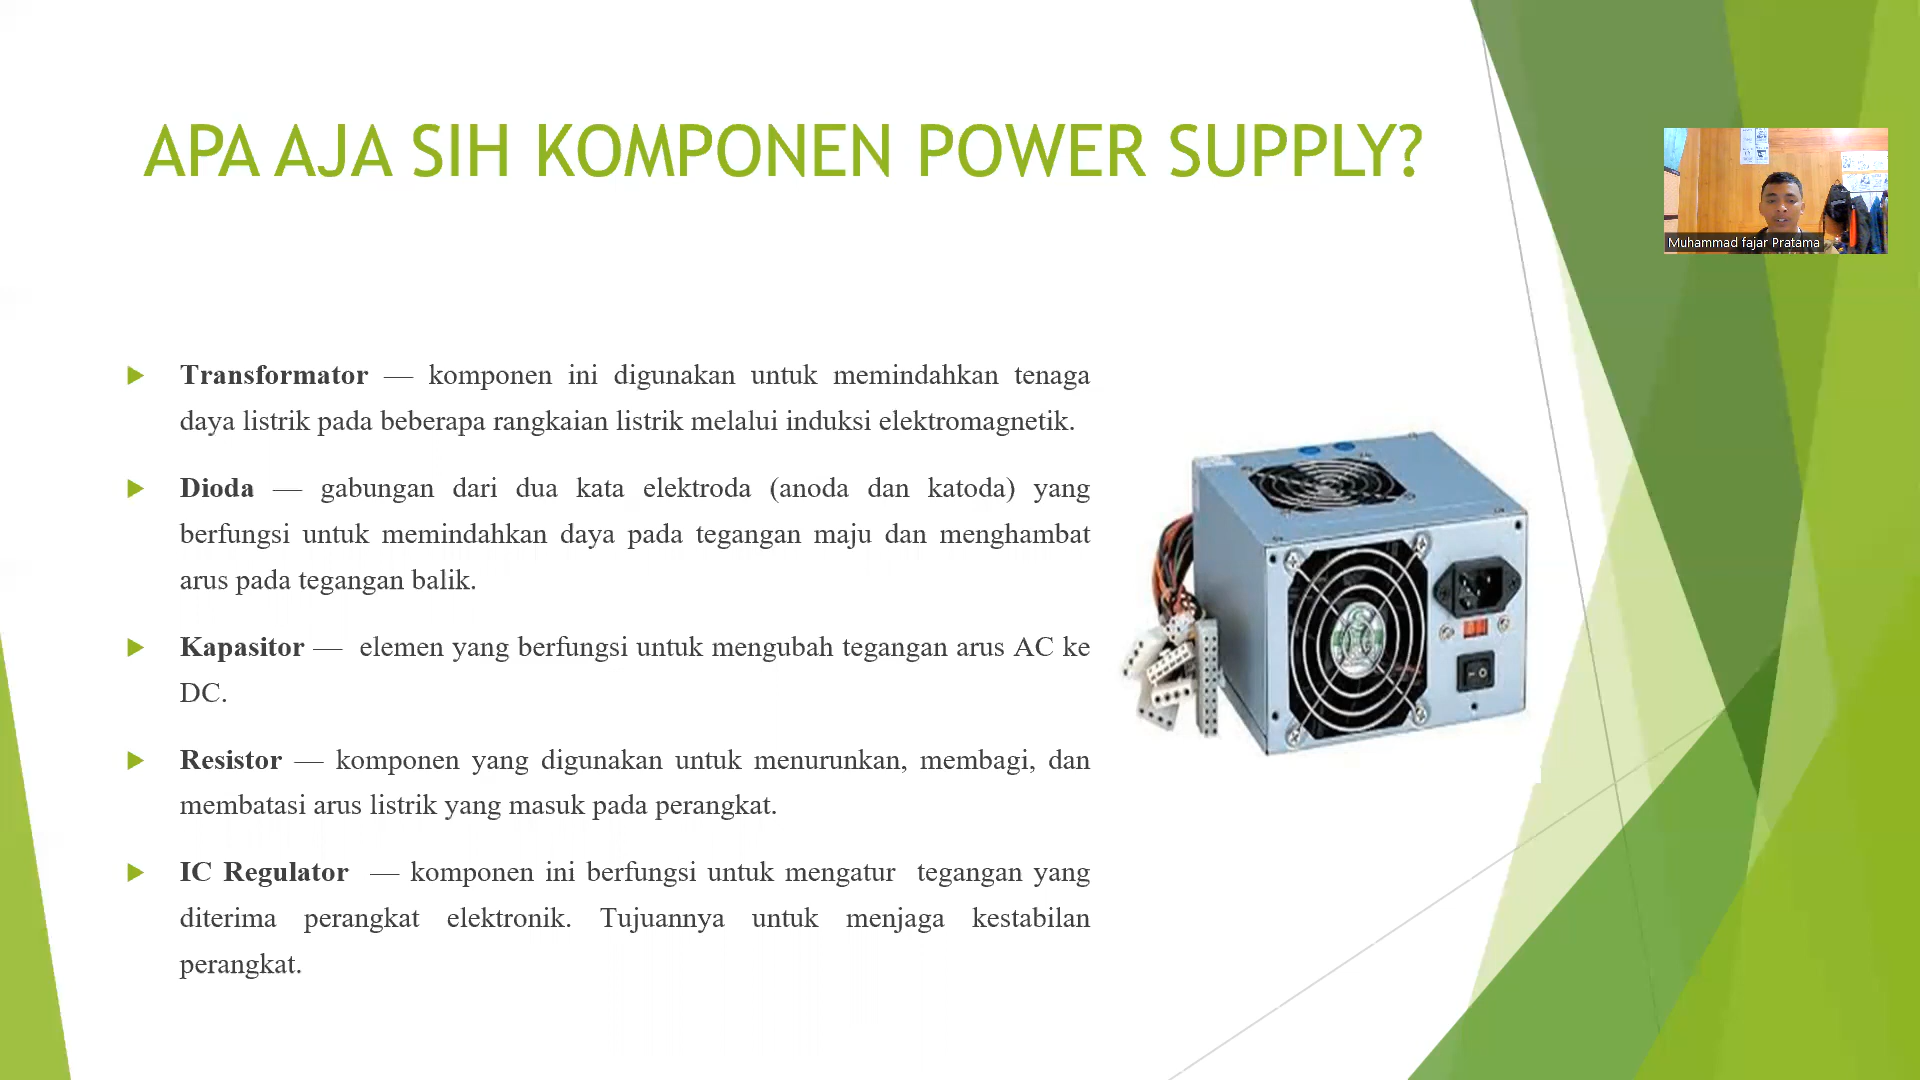 APA AJA SIH KOMPONEN POWER SUPPLY?
Muhammad fajar Pratama
Transformator — komponen ini digunakan untuk memindahkan tenaga
daya listrik pada beberapa rangkaian listrik melalui induksi elektromagnetik.
Dioda — gabungan dari dua kata elektroda (anoda dan katoda) yang
berfungsi untuk memindahkan daya pada tegangan maju dan menghambat
arus pada tegangan balik.
Kapasitor — elemen yang berfungsi untuk mengubah tegangan arus AC ke
DC.
Resistor — komponen yang digunakan untuk menurunkan, membagi, dan
membatasi arus listrik yang masuk pada perangkat.
IC Regulator — komponen ini berfungsi untuk mengatur tegangan yang
diterima perangkat elektronik. Tujuannya untuk menjaga kestabilan
perangkat.